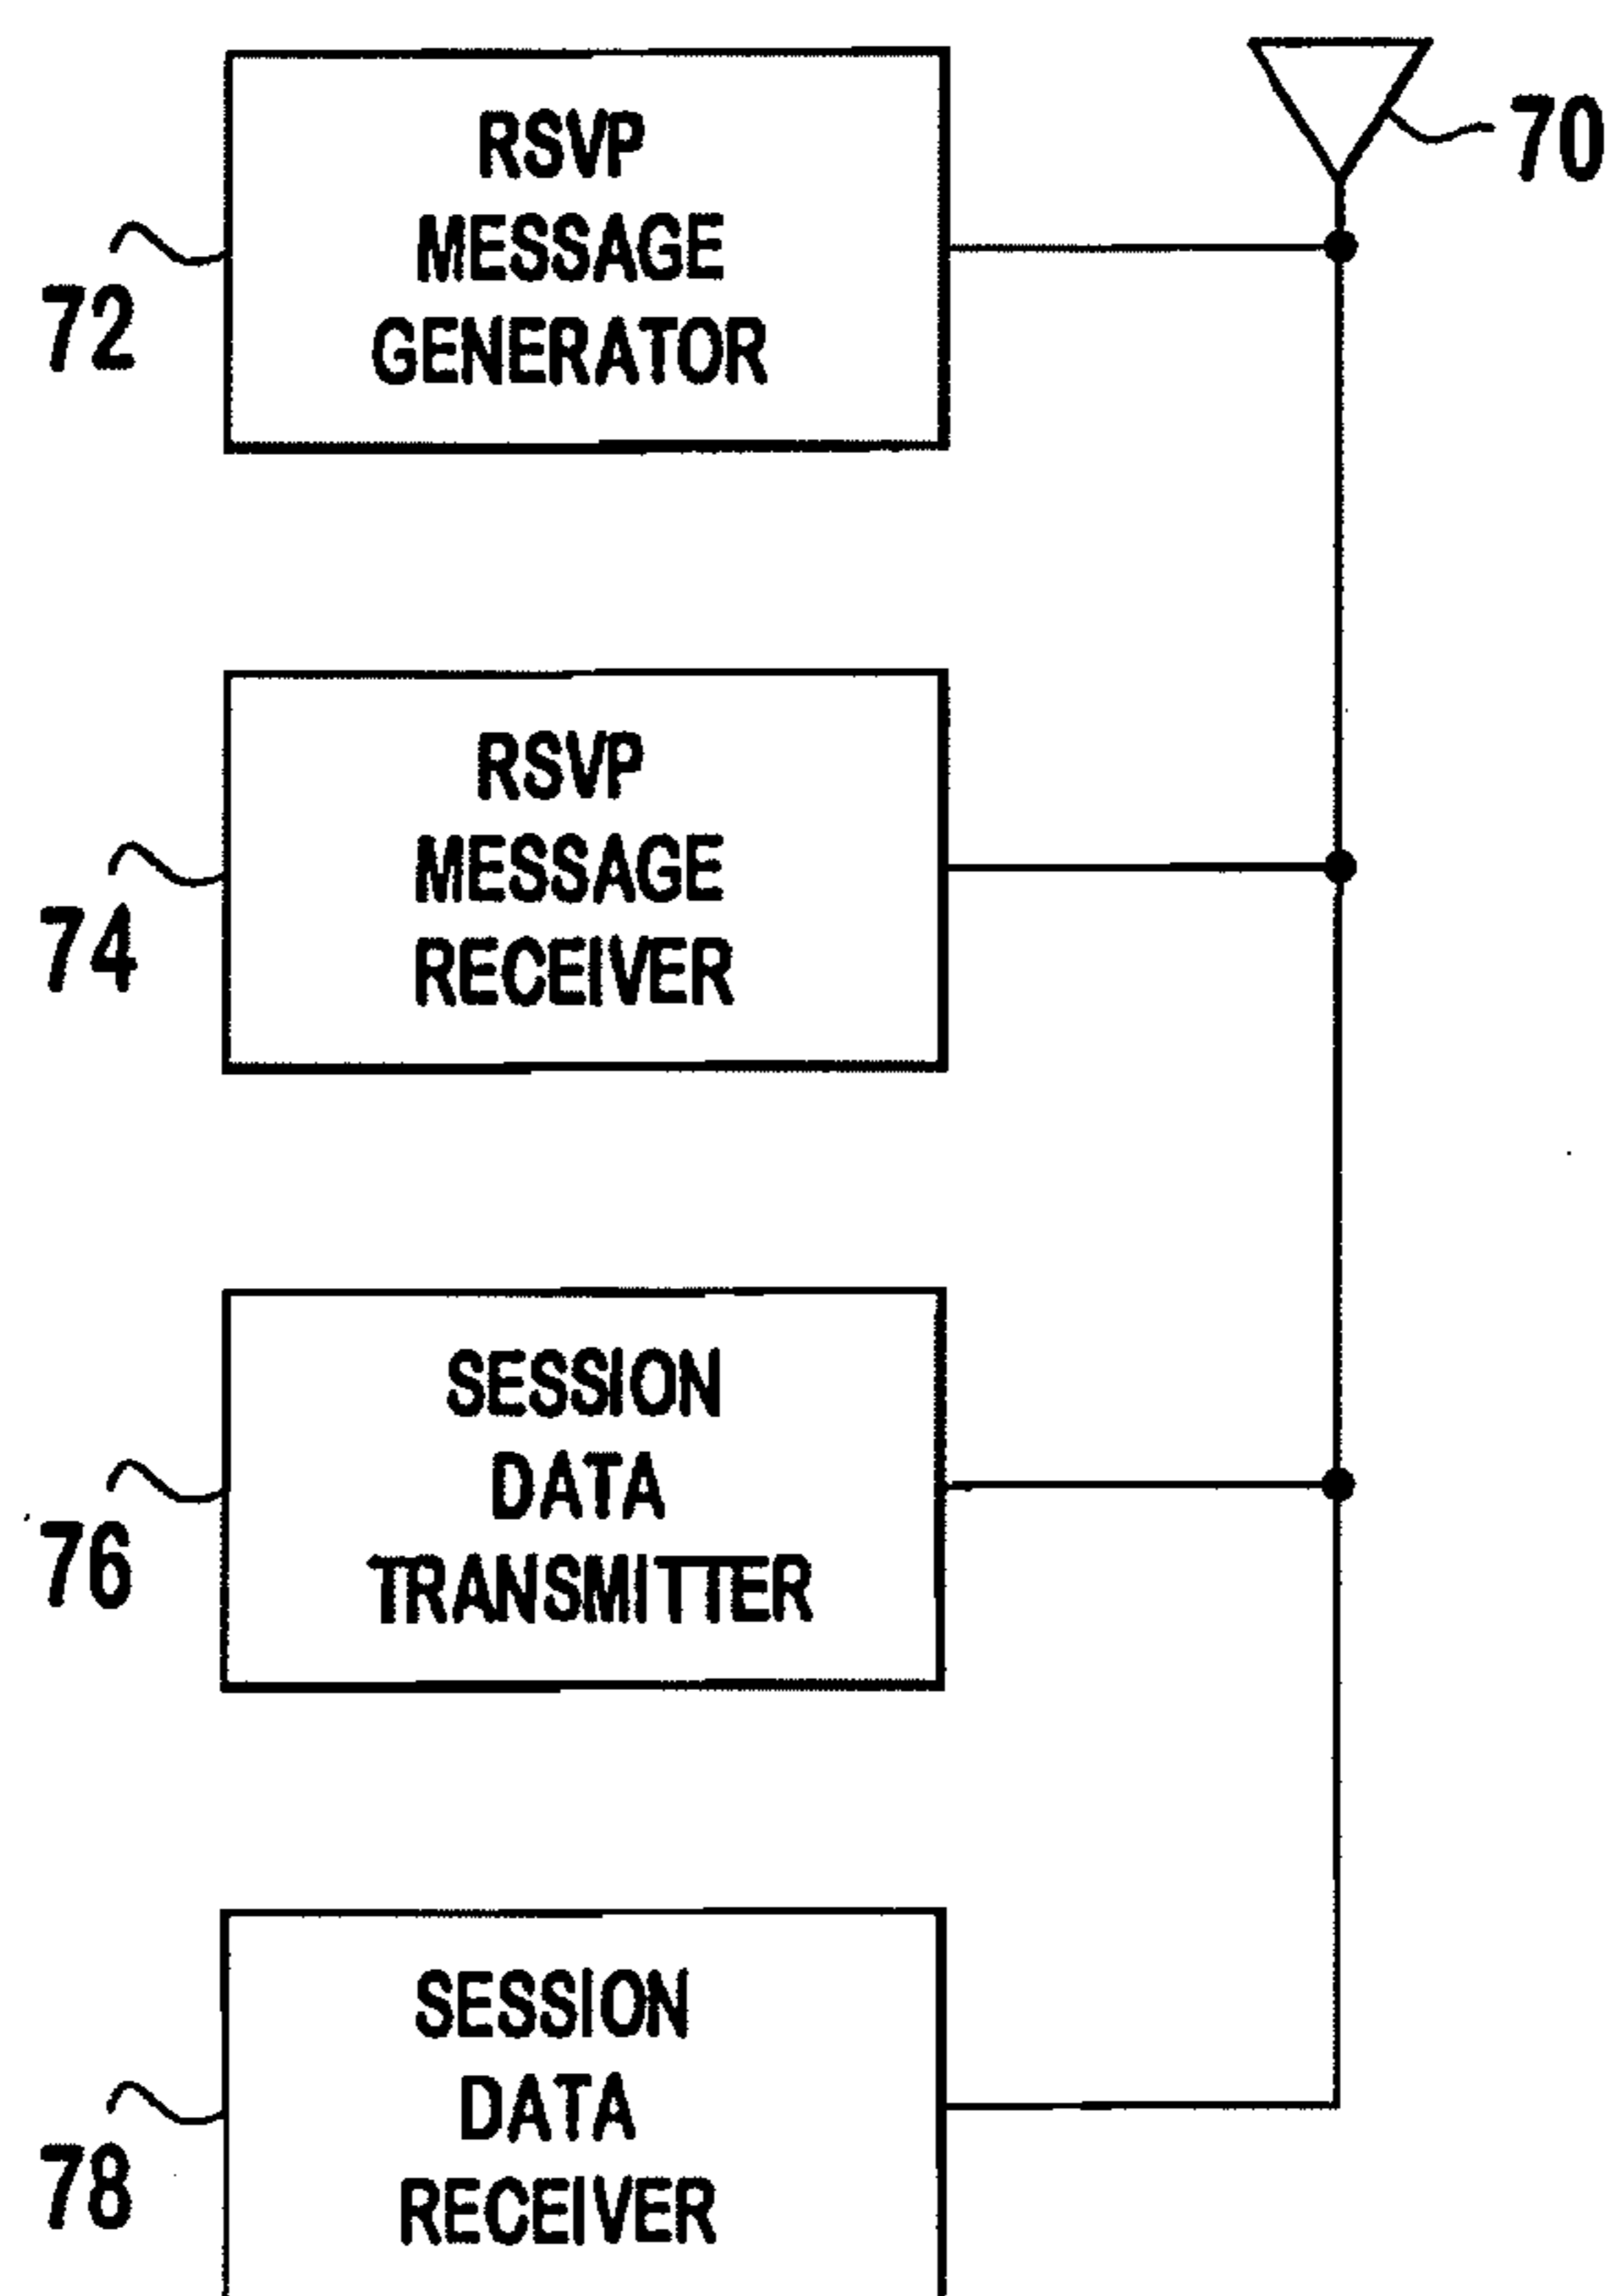 RSVP
MESSAGE
GENERATOR
70
72
RSVP
MESSAGE
RECEIVER
74
SESSION
DATA
TRANSMITTER
76
SESSION
DATA
RECEIVER
78